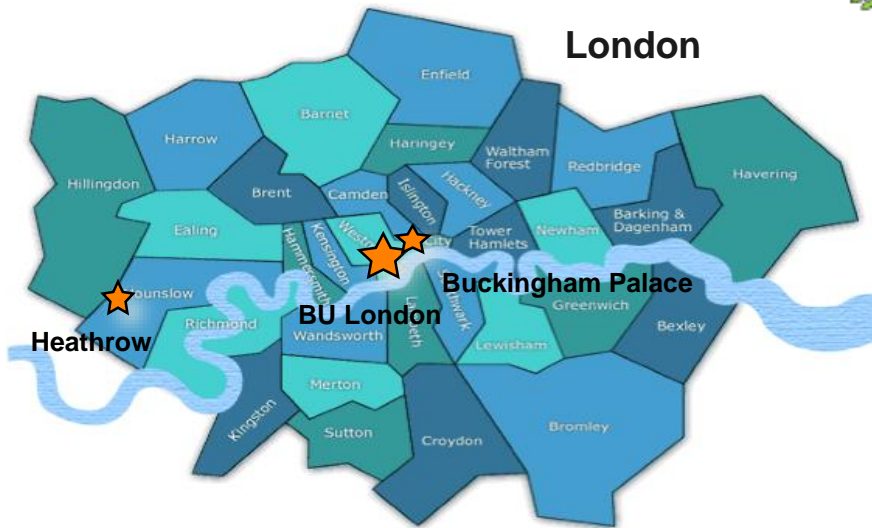 London
Enfield
Barnet
Harrow
Haringey
Waltham
Forest
Redbridge
Havering
Hillingdon
Brent
Camden
Islington
Hackney
Barking &
Dagenham
Ealing
Hammersmith
Kensington
City
Tower
Hamlets
Newham
Buckingham Palace
Greenwich
Bexley
Heathrow
Richmond
BU London
Wandsworth
Lewisham
Merton
Kingston
Sutton
Croydon
Bromley